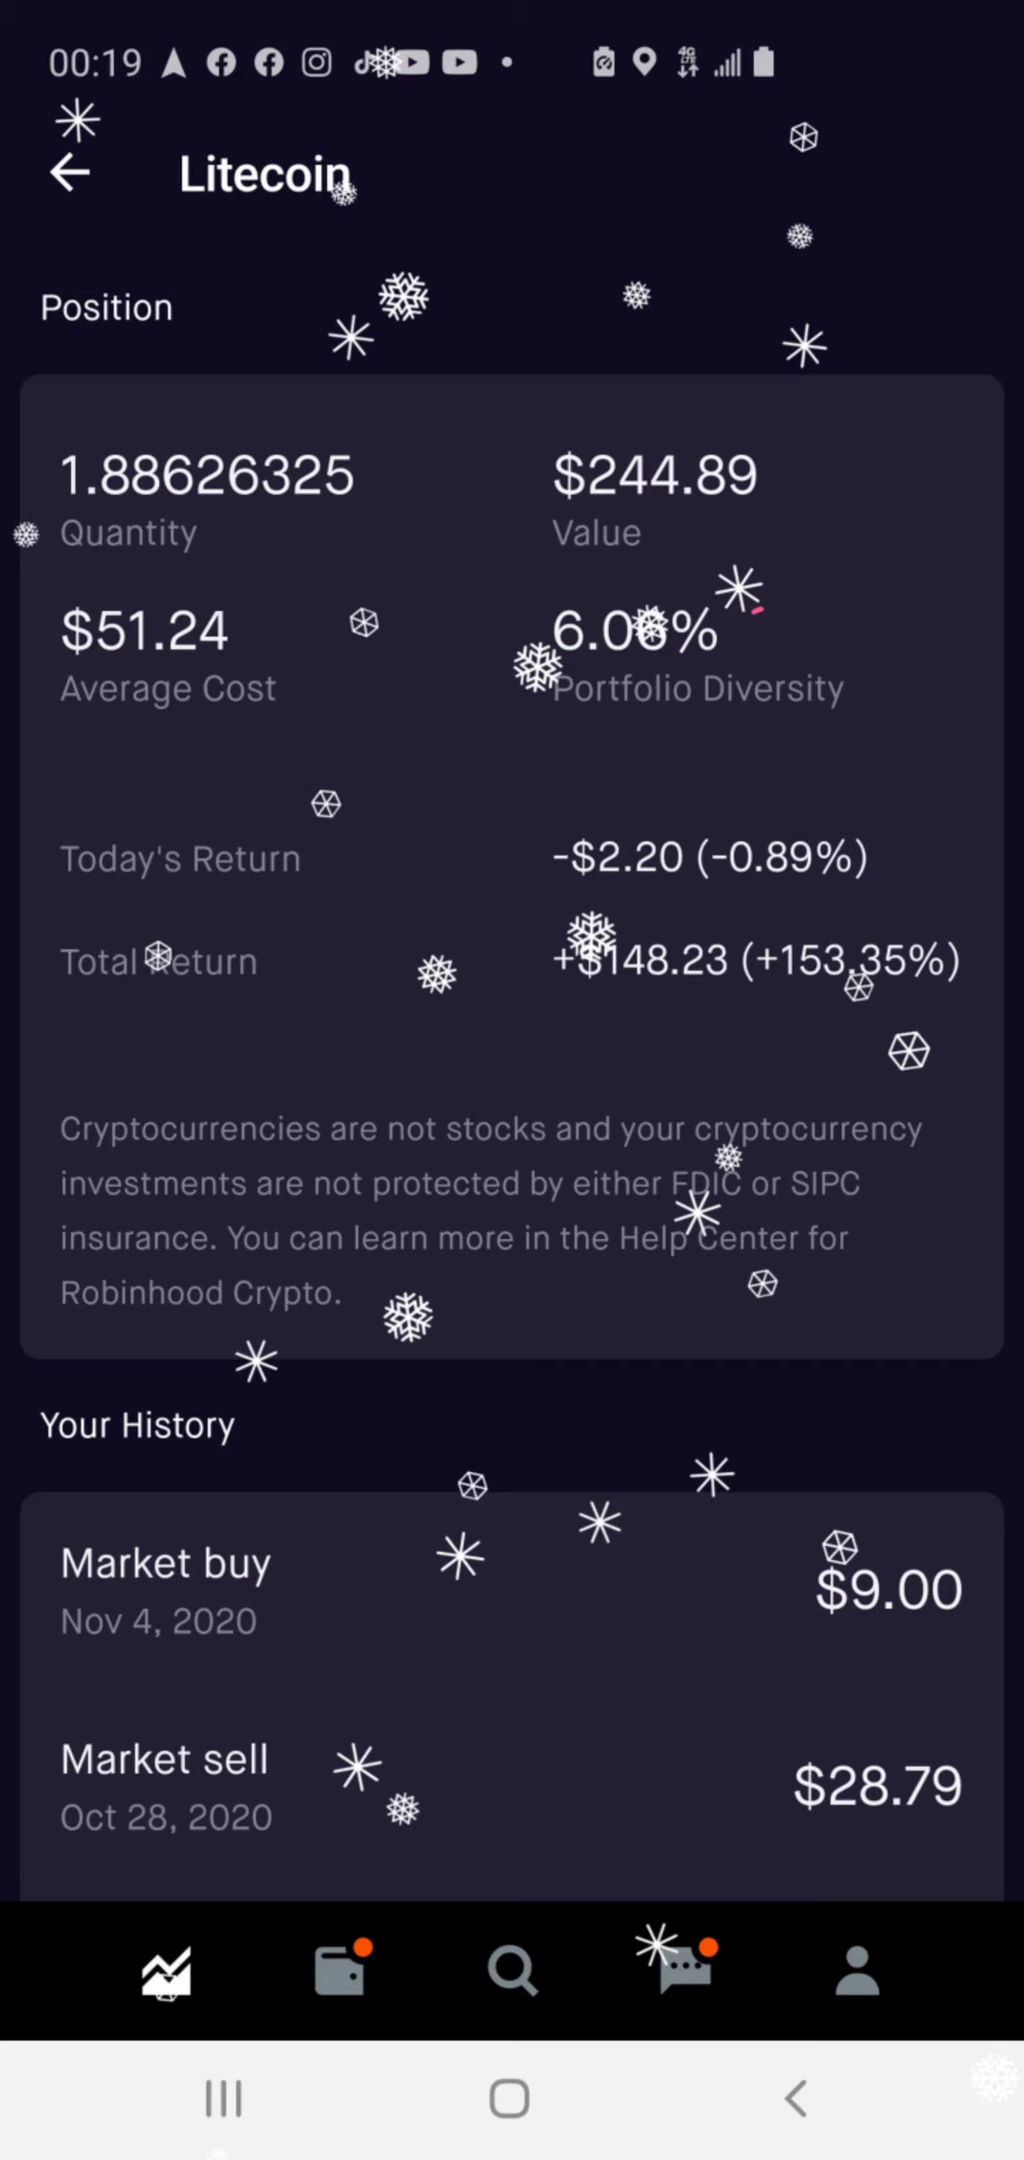 00:19
Litecoin
Position
1.88626325 $244.89
Quantity Value
$51.24
Average Cost Portfolio Diversity
Today's Return -$2.20 (-0.89%)
Total Return +$148.23 (+153.35%)
Cryptocurrencies are not stocks and your cryptocurrency
investments are not protected by either FDIC or SIPC
insurance. You can learn more in the Help Center for
Robinhood Crypto.
Your History
Market buy
$9.00
Nov 4, 2020
Market sell
$28.79
Oct 28, 2020